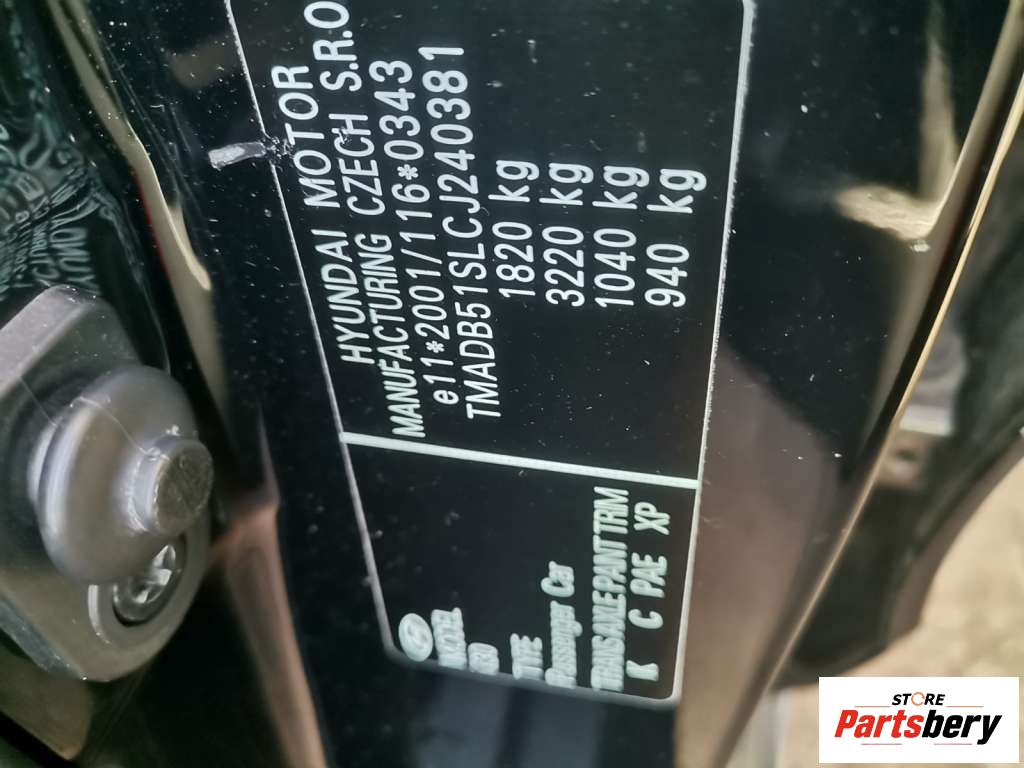 HYUNDAI MOTOR
MANUFACTURING CZECH S.R.O
e11*2001/116*0343
TMADB51SLCJ240381
1820 kg
3220 kg
1040 kg
940 kg
MODEL
TYPE
Passenger Car
TRANSAXLE PAINT TRIM
K C PAE XP
STORE
Partsbery